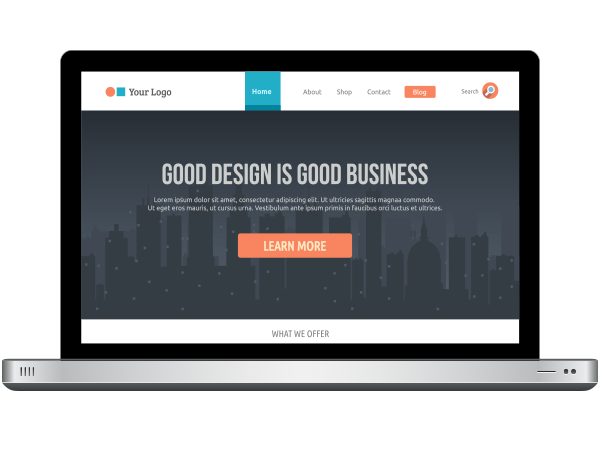 Your Logo
Home
About
Shop
Contact
Blog
Search
GOOD DESIGN IS GOOD BUSINESS
Lorem ipsum dolor sit amet, consectetur adipiscing elit. Ut ultricies sagittis magnaa commodo.
Ut eget eros mauris, ut cursus urna. Vestibulum ante ipsum primis in faucibus orci luctus et ultrices.
LEARN MORE
WHAT WE OFFER